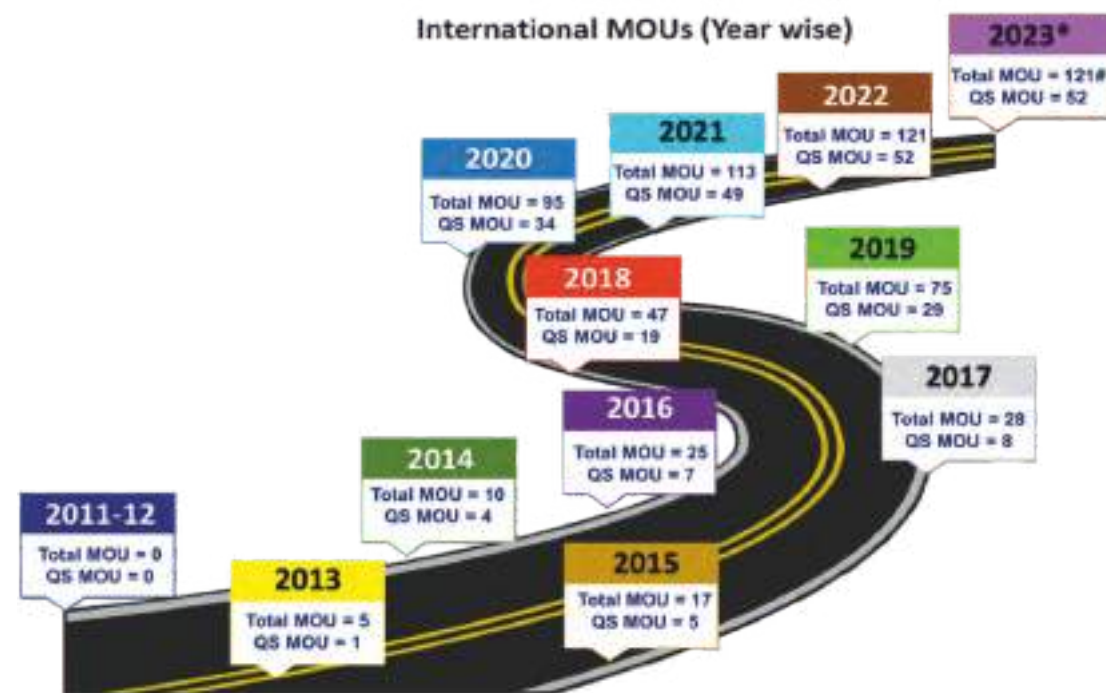 International MOUs (Year wise)
2023*
Total MOU = 121#
QS MOU = 52
2022
Total MOU = 121
QS MOU = 52
2021
Total MOU = 113
QS MOU = 49
2020
Total MOU = 95
QS MOU = 34
2019
Total MOU = 75
QS MOU = 29
2018
Total MOU = 47
QS MOU = 19
2017
Total MOU = 28
QS MOU = 8
2016
Total MOU = 25
QS MOU = 7
2014
Total MOU = 10
QS MOU = 4
2011-12
Total MOU = 0
QS MOU = 0
2015
Total MOU = 17
QS MOU = 5
2013
Total MOU = 5
QS MOU = 1